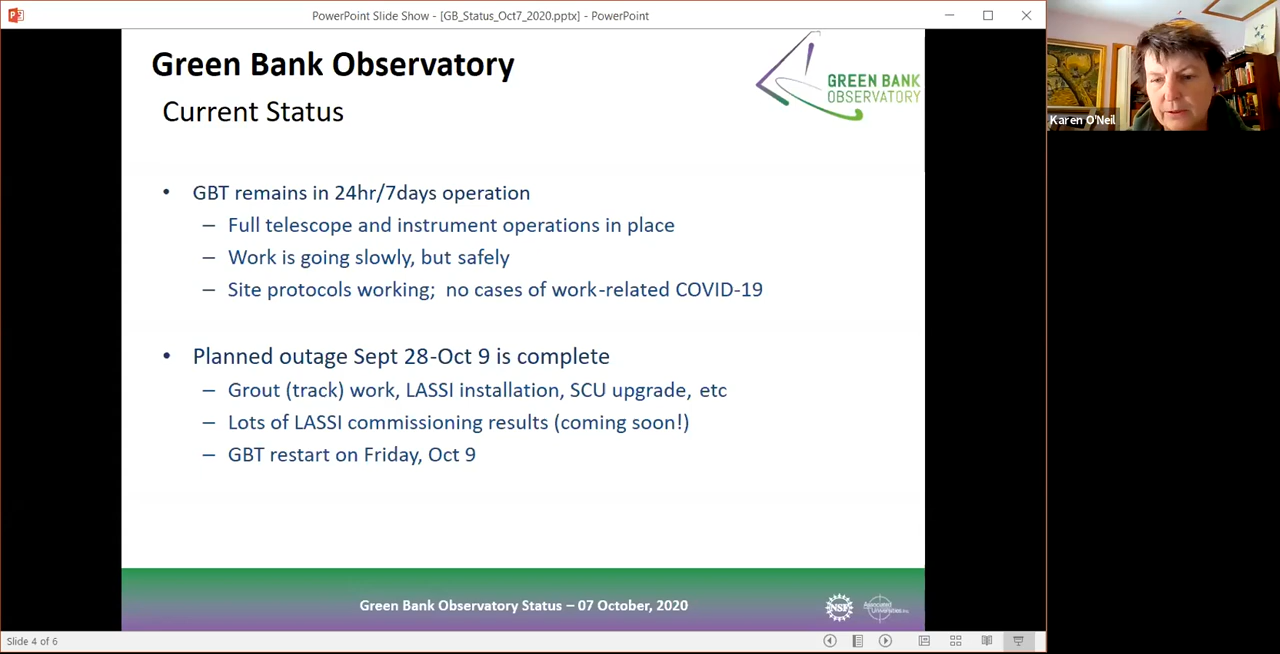 PowerPoint Slide Show - [GB_Status_Oct7_2020.pptx] - PowerPoint
Green Bank Observatory
Current Status
GREEN BANK
OBSERVATORY
• GBT remains in 24hr/7days operation
– Full telescope and instrument operations in place
– Work is going slowly, but safely
– Site protocols working; no cases of work-related COVID-19
• Planned outage Sept 28-Oct 9 is complete
– Grout (track) work, LASSI installation, SCU upgrade, etc
– Lots of LASSI commissioning results (coming soon!)
– GBT restart on Friday, Oct 9
Green Bank Observatory Status – 07 October, 2020
NSF
Associated
Universities, Inc.
Slide 4 of 6
Karen O'Neil